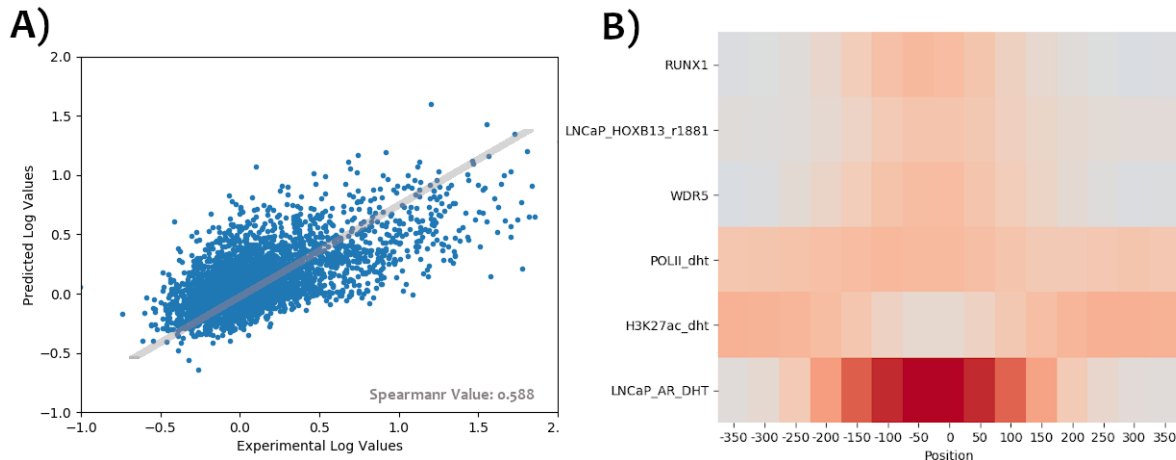 A)
2.0
1.5
1.0
0.5
0.0
−0.5
−1.0
Predicted Log Values
−1.0 −0.5 0.0 0.5 1.0 1.5 2.
Experimental Log Values
Spearmanr Value: 0.588
B)
RUNX1
LNCaP_HOXB13_r1881
WDR5
POLII_dht
H3K27ac_dht
LNCaP_AR_DHT
-350 -300 -250 -200 -150 -100 -50 0 50 100 150 200 250 300 350
Position